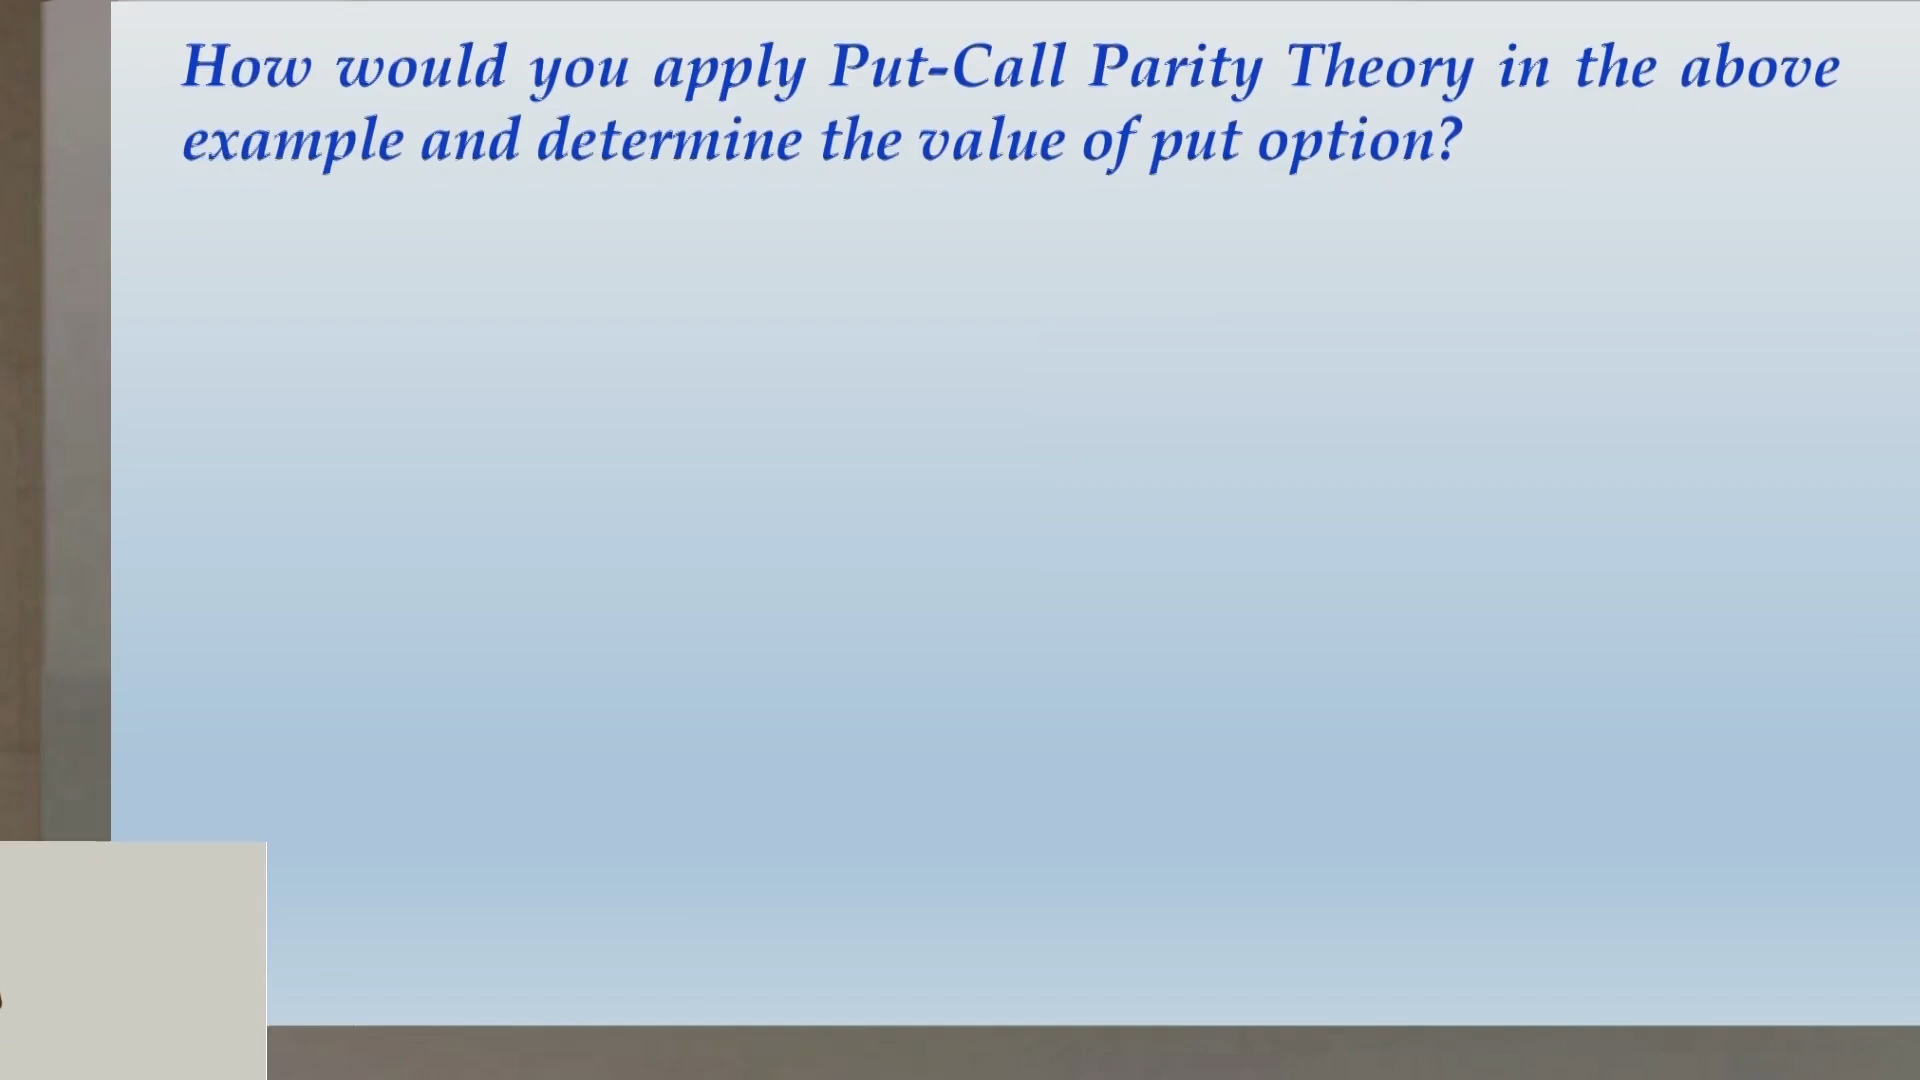 How would you apply Put-Call Parity Theory in the above
example and determine the value of put option?